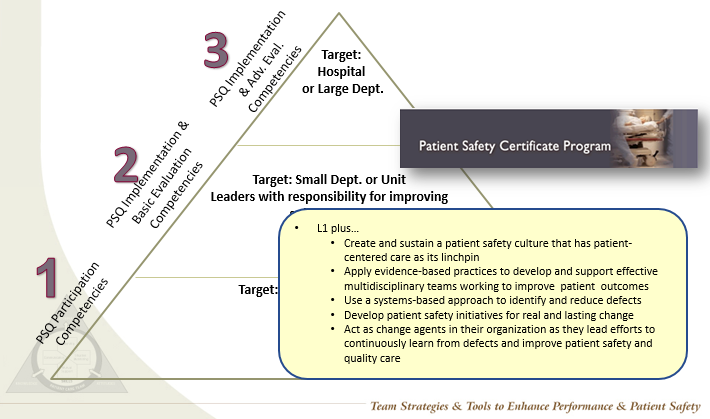 3
PSQ Implementation
& Adv. Eval.
Competencies
Target:
Hospital
or Large Dept.
Patient Safety Certificate Program
2
PSQ Implementation &
Basic Evaluation
Competencies
Target: Small Dept. or Unit
Leaders with responsibility for improving
1
PSQ Participation
Competencies
Target:
• L1 plus…
• Create and sustain a patient safety culture that has patient-
centered care as its linchpin
• Apply evidence-based practices to develop and support effective
multidisciplinary teams working to improve patient outcomes
• Use a systems-based approach to identify and reduce defects
• Develop patient safety initiatives for real and lasting change
• Act as change agents in their organization as they lead efforts to
continuously learn from defects and improve patient safety and
quality care
Team Strategies & Tools to Enhance Performance & Patient Safety